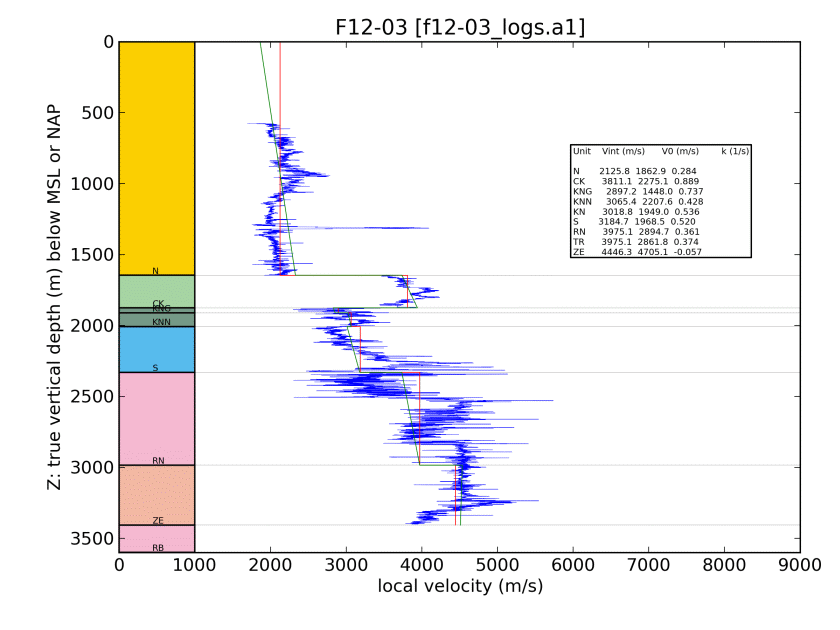 F12-03 [f12-03_logs.a1]
Z: true vertical depth (m) below MSL or NAP
0
500
1000
1500
2000
2500
3000
3500
N
CK
KNG
KNN
S
RN
ZE
RB
Unit Vint (m/s) V0 (m/s) k (1/s)
N 2125.8 1862.9 0.284
CK 3811.1 2275.1 0.889
KNG 2897.2 1448.0 0.737
KNN 3065.4 2207.6 0.428
KN 3018.8 1949.0 0.536
S 3184.7 1968.5 0.520
RN 3975.1 2894.7 0.361
TR 3975.1 2861.8 0.374
ZE 4446.3 4705.1 -0.057
0 1000 2000 3000 4000 5000 6000 7000 8000 9000
local velocity (m/s)